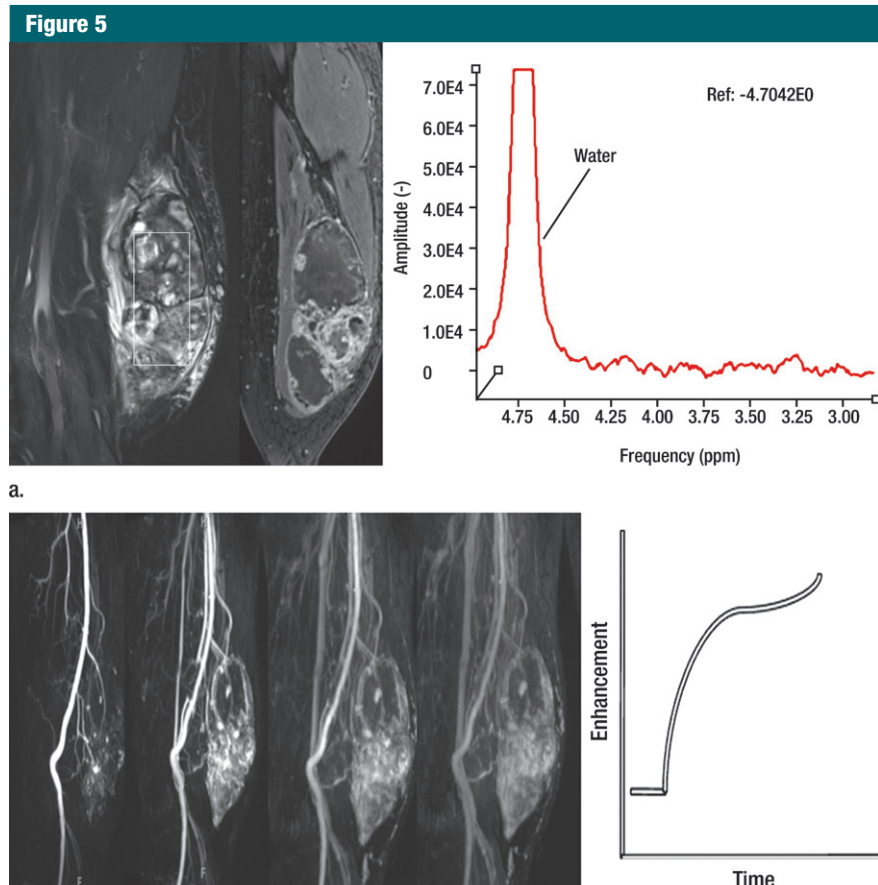 Figure 5
7.0E4
6.0E4
5.0E4
4.0E4
3.0E4
2.0E4
1.0E4
0
Amplitude (-)
Ref: -4.7042E0
Water
4.75 4.50 4.25 4.00 3.75 3.50 3.25 3.00
Frequency (ppm)
a.
H
H
F
F
Enhancement
Time